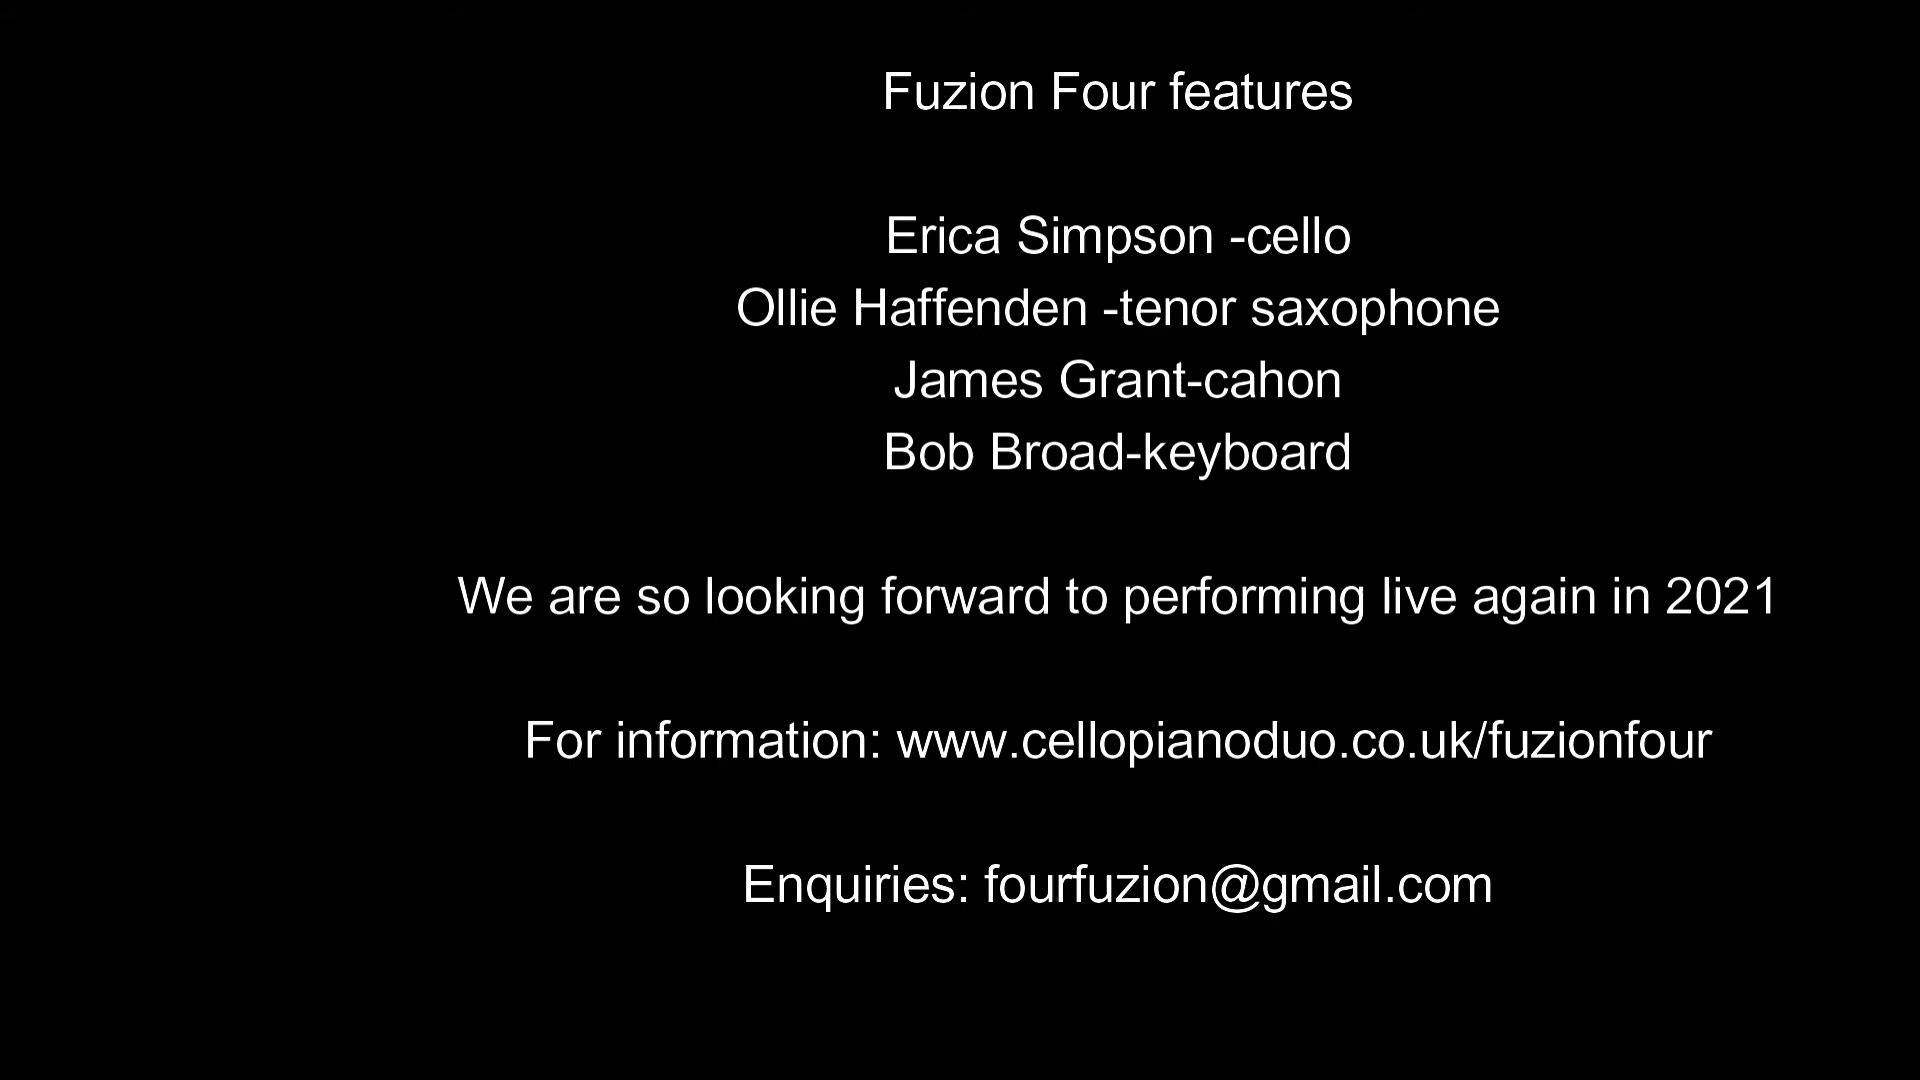 Fuzion Four features
Erica Simpson -cello
Ollie Haffenden -tenor saxophone
James Grant-cahon
Bob Broad-keyboard
We are so looking forward to performing live again in 2021
For information: www.cellopianoduo.co.uk/fuzionfour
Enquiries: fourfuzion@gmail.com